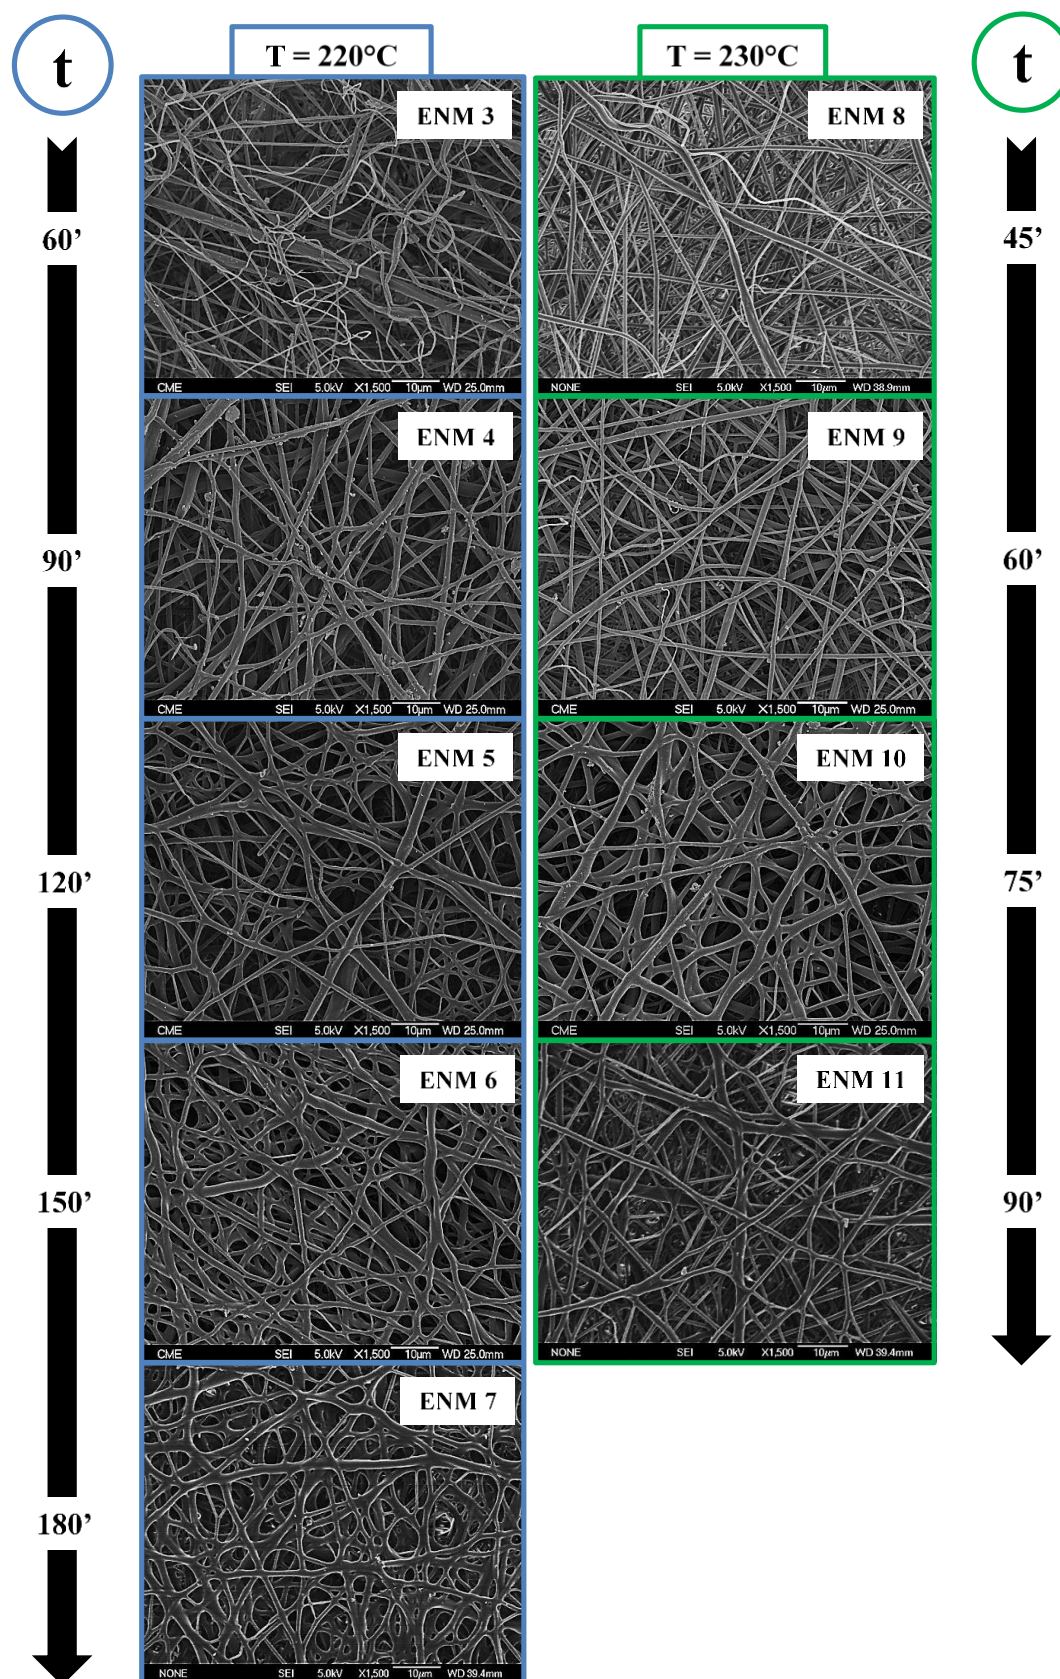 t
T = 220°C
T = 230°C
t
ENM 3
ENM 8
60’
45’
CME SEI 5.0kV X1,500 10µm WD 25.0mm
NONE SEI 5.0kV X1,500 10µm WD 38.9mm
ENM 4
ENM 9
90’
60’
CME SEI 5.0kV X1,500 10µm WD 25.0mm
CME SEI 5.0kV X1,500 10µm WD 25.0mm
ENM 5
ENM 10
120’
75’
CME SEI 5.0kV X1,500 10µm WD 25.0mm
CME SEI 5.0kV X1,500 10µm WD 25.0mm
ENM 6
ENM 11
150’
90’
CME SEI 5.0kV X1,500 10µm WD 25.0mm
NONE SEI 5.0kV X1,500 10µm WD 39.4mm
ENM 7
180’
NONE SEI 5.0kV X1,500 10µm WD 39.4mm